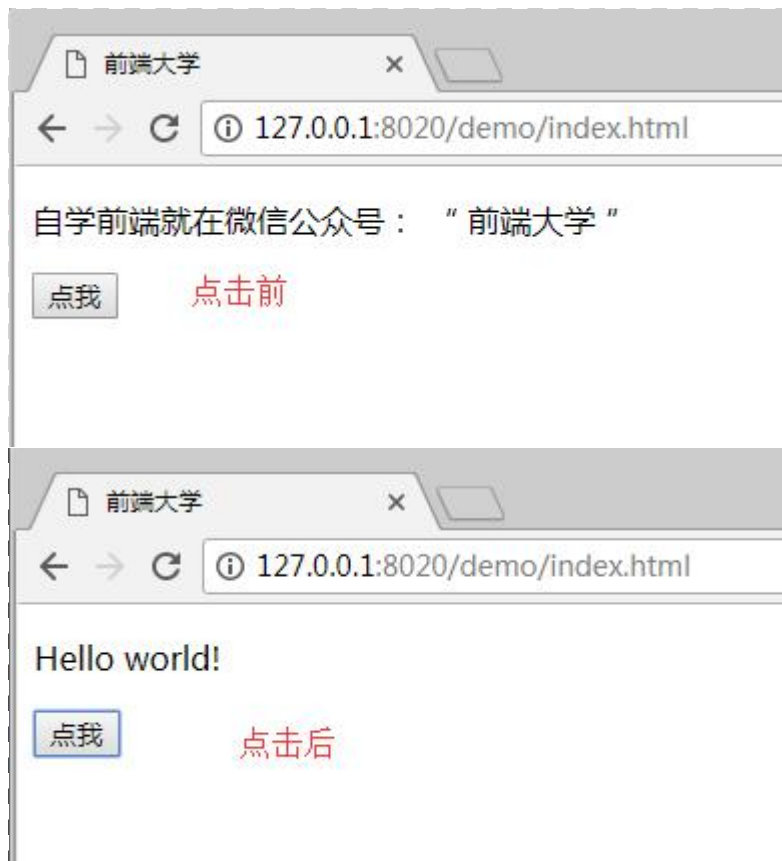 前端大学
127.0.0.1:8020/demo/index.html
自学前端就在微信公众号： “ 前端大学 ”
点我 点击前
前端大学
127.0.0.1:8020/demo/index.html
Hello world!
点我 点击后